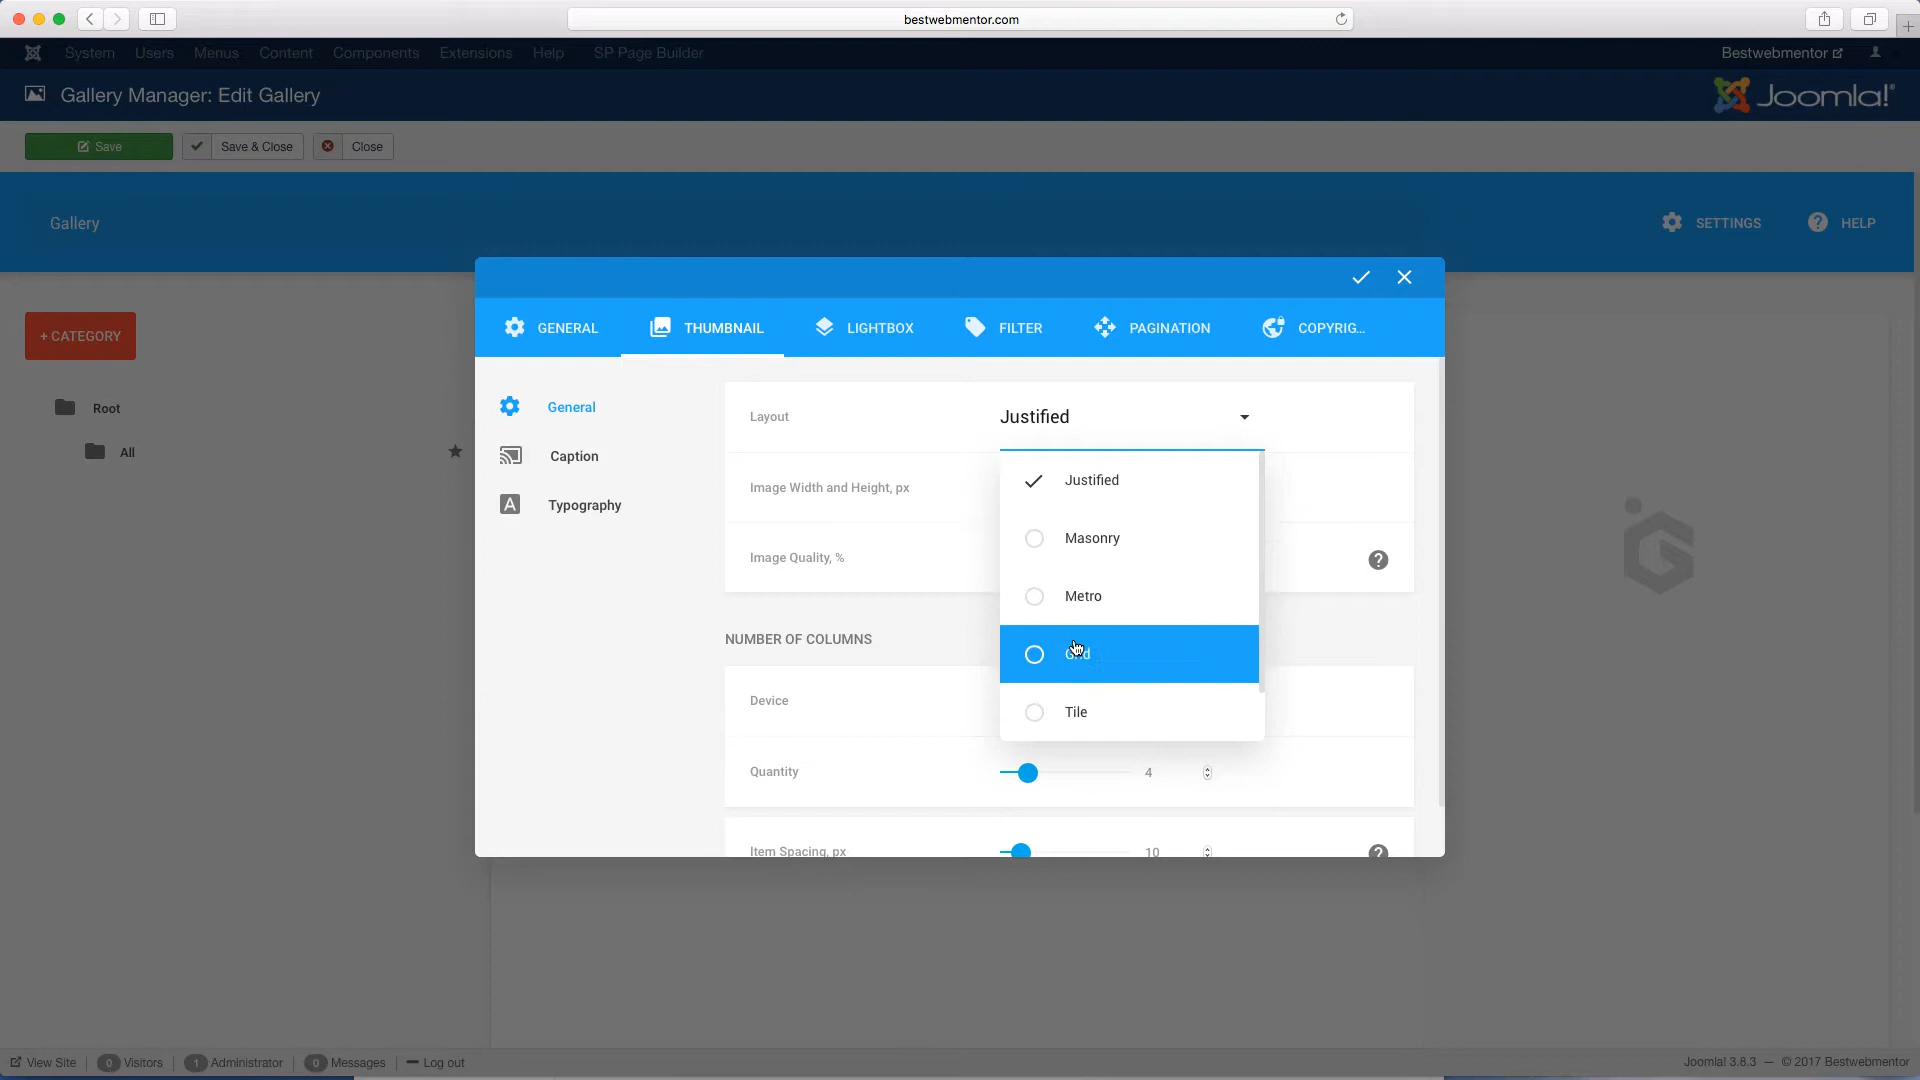 bestwebmentor.com
System Users Menus Content Components Extensions Help SP Page Builder Bestwebmentor
Gallery Manager: Edit Gallery Joomla!®
Save Save & Close Close
Gallery SETTINGS HELP
GENERAL THUMBNAIL LIGHTBOX FILTER PAGINATION COPYRIG...
+ CATEGORY
Root
All
General
Caption
Typography
Layout Justified
Image Width and Height, px
Image Quality, %
Justified
Masonry
Metro
Grid
Tile
NUMBER OF COLUMNS
Device
Quantity 4
Item Spacing, px 10
View Site 0 Visitors 1 Administrator 0 Messages Log out Joomla! 3.8.3 — © 2017 Bestwebmentor